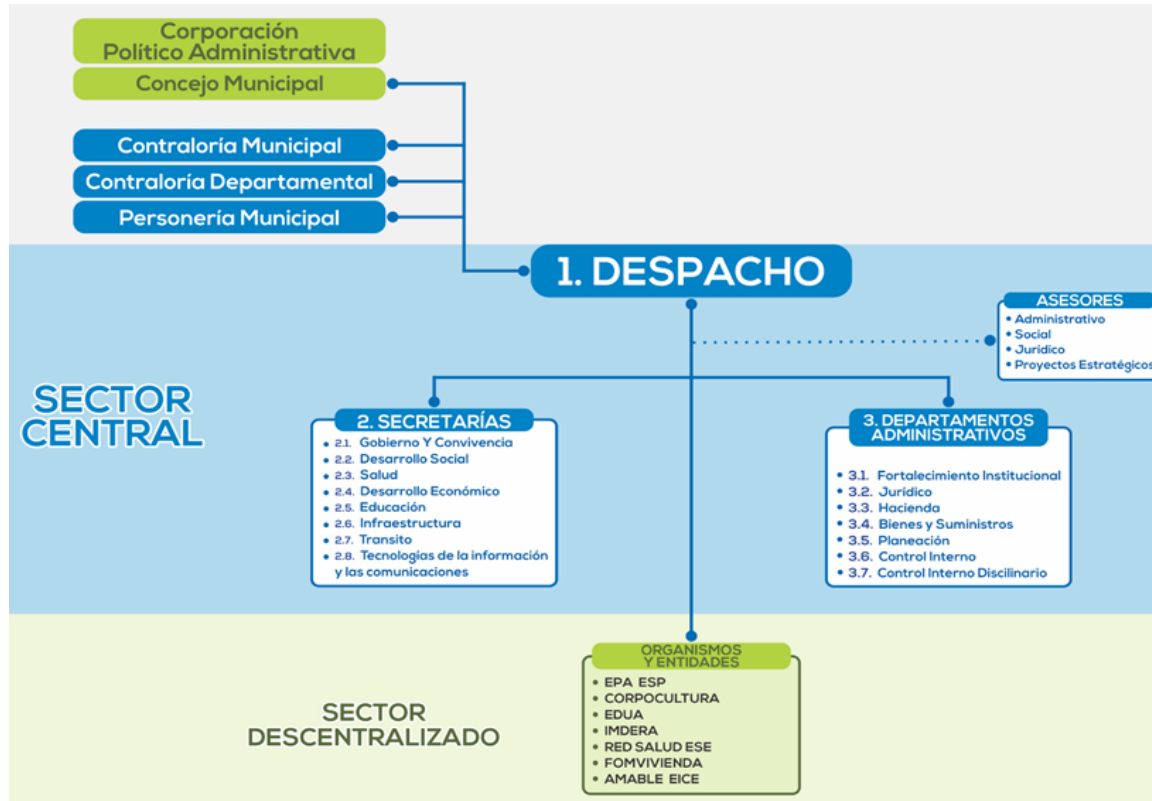 Corporación
Político Administrativa
Concejo Municipal
Contraloría Municipal
Contraloría Departamental
Personería Municipal
1. DESPACHO
ASESORES
• Administrativo
• Social
• Jurídico
• Proyectos Estratégicos
SECTOR
CENTRAL
2. SECRETARÍAS
• 2.1. Gobierno Y Convivencia
• 2.2. Desarrollo Social
• 2.3. Salud
• 2.4. Desarrollo Económico
• 2.5. Educación
• 2.6. Infraestructura
• 2.7. Transito
• 2.8. Tecnologías de la información
y las comunicaciones
3. DEPARTAMENTOS
ADMINISTRATIVOS
• 3.1. Fortalecimiento Institucional
• 3.2. Jurídico
• 3.3. Hacienda
• 3.4. Bienes y Suministros
• 3.5. Planeación
• 3.6. Control Interno
• 3.7. Control Interno Discilinario
SECTOR
DESCENTRALIZADO
ORGANISMOS
Y ENTIDADES
• EPA ESP
• CORPOCULTURA
• EDUA
• IMDERA
• RED SALUD ESE
• FOMVIVIENDA
• AMABLE EICE